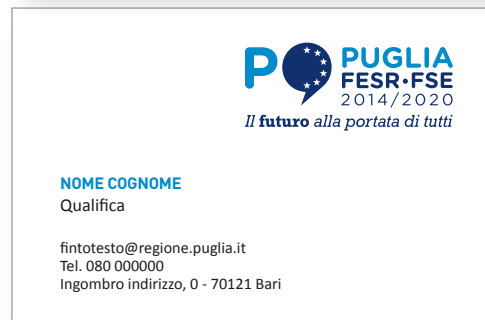 PO PUGLIA
FESR•FSE
2014/2020
Il futuro alla portata di tutti
NOME COGNOME
Qualifica
fintotesto@regione.puglia.it
Tel. 080 000000
Ingombro indirizzo, 0 - 70121 Bari